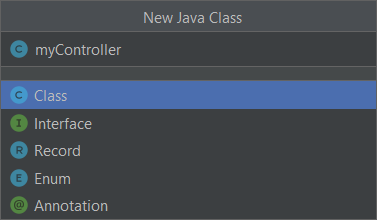 New Java Class
C myController
C Class
I Interface
R Record
E Enum
@ Annotation